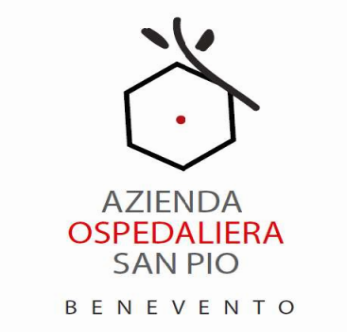 AZIENDA
OSPEDALIERA
SAN PIO
BENEVENTO